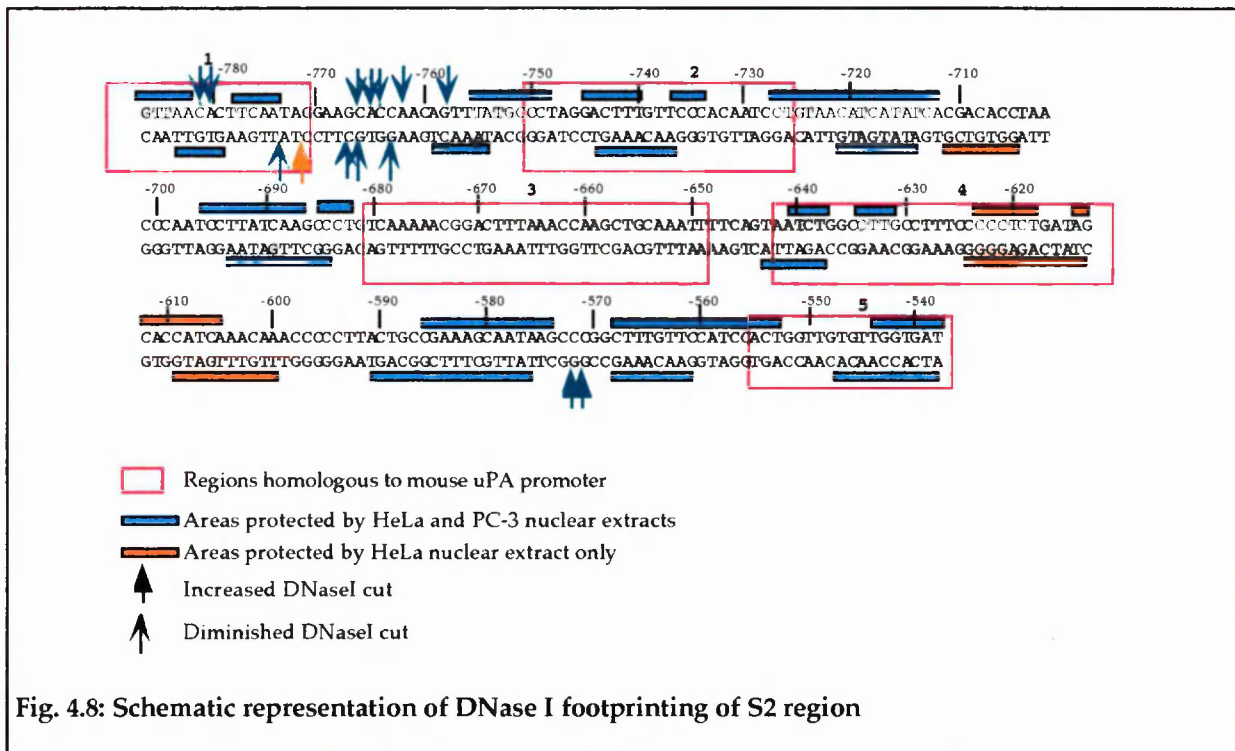 1 2
-780 -770 -760 -750 -740 -730 -720 -710
GTTAACACTTCAATAGGAAGCACCAACAGTTTATGCCCTAGGACTTTGTTCCCACAATCCTGTAACATCATATCACGACACCTAA
CAATTGTGAAGTTATCCTTCGTGGAAGTCAAATACGGGATCCTGAAACAAGGGTGTTAGGACATTGTAGTATAGTGCTGTGGATT
3 4
-700 -690 -680 -670 -660 -650 -640 -630 -620
CCCAATCCTTATCAAGCCCTGTCAAAAACGGACTTTAAACCAAGCTGCAAATTTTCAGTAATCTGGCCTTGCCTTTCCCCCTCTGATAG
GGGTTAGGAATAGTTCGGGACAGTTTTTGCCTGAAATTTGGTTCGACGTTTAAAAGTCATTAGACCGGAACGGAAAGGGGGAGACTATC
5
-610 -600 -590 -580 -570 -560 -550 -540
CACCATCAAACAAACCCCCTTACTGCCGAAAGCAATAAGCCCGGCTTTGTTCCATCCACTGGTTGTGTTGGTGAT
GTGGTAGTTTGTTTGGGGGAATGACGGCTTTCGTTATTCGGGCCGAAACAAGGTAGGTGACCAACACAACCACTA
Regions homologous to mouse uPA promoter
Areas protected by HeLa and PC-3 nuclear extracts
Areas protected by HeLa nuclear extract only
Increased DNaseI cut
Diminished DNaseI cut
Fig. 4.8: Schematic representation of DNase I footprinting of S2 region